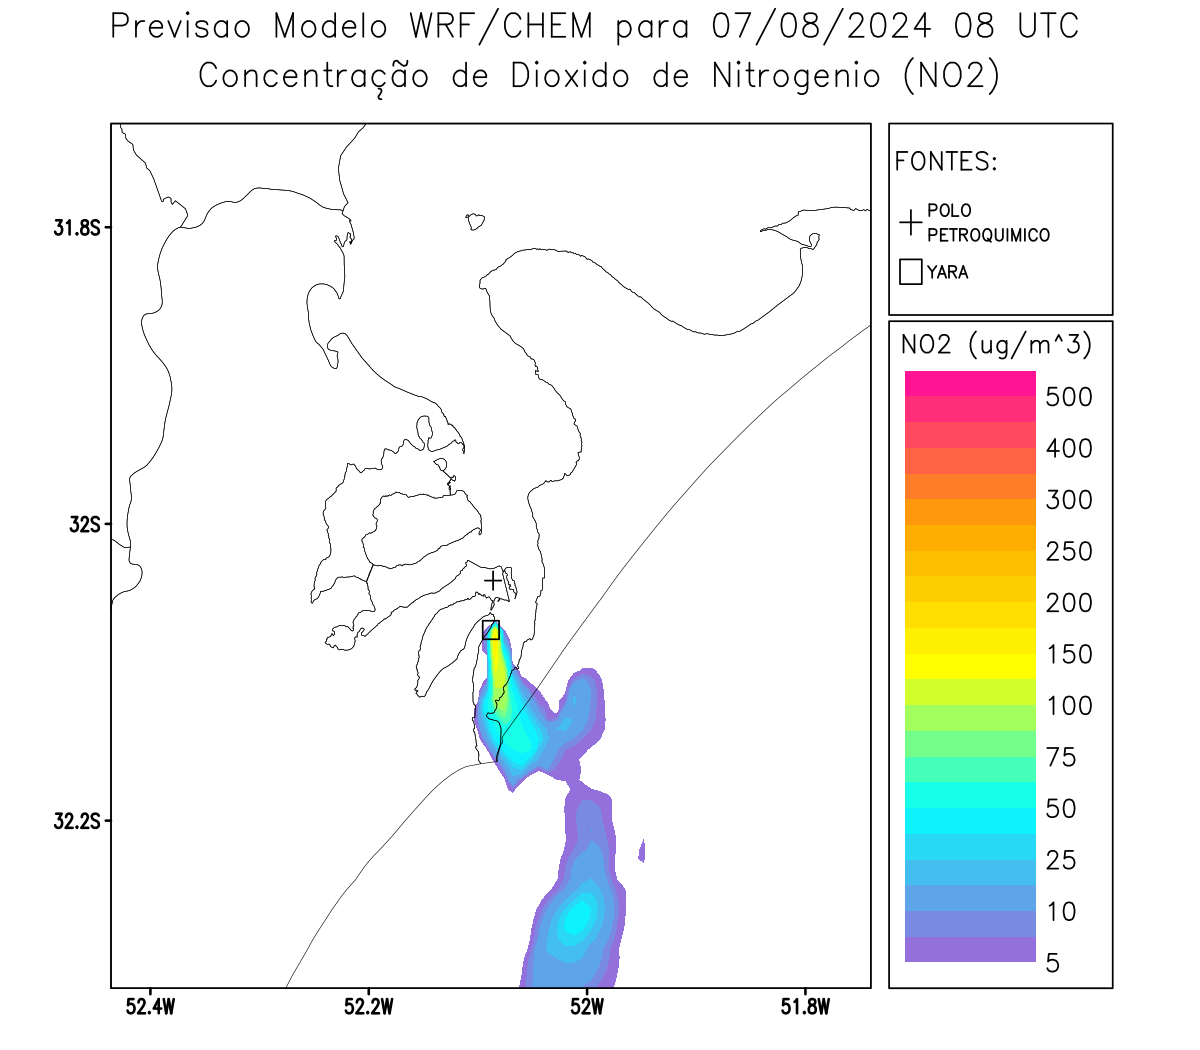 Previsao Modelo WRF/CHEM para 07/08/2024 08 UTC
Concentração de Dioxido de Nitrogenio (NO2)
FONTES:
POLO
PETROQUIMICO
YARA
NO2 (ug/m^3)
500
400
300
250
200
150
100
75
50
25
10
5
31.8S
32S
32.2S
52.4W
52.2W
52W
51.8W